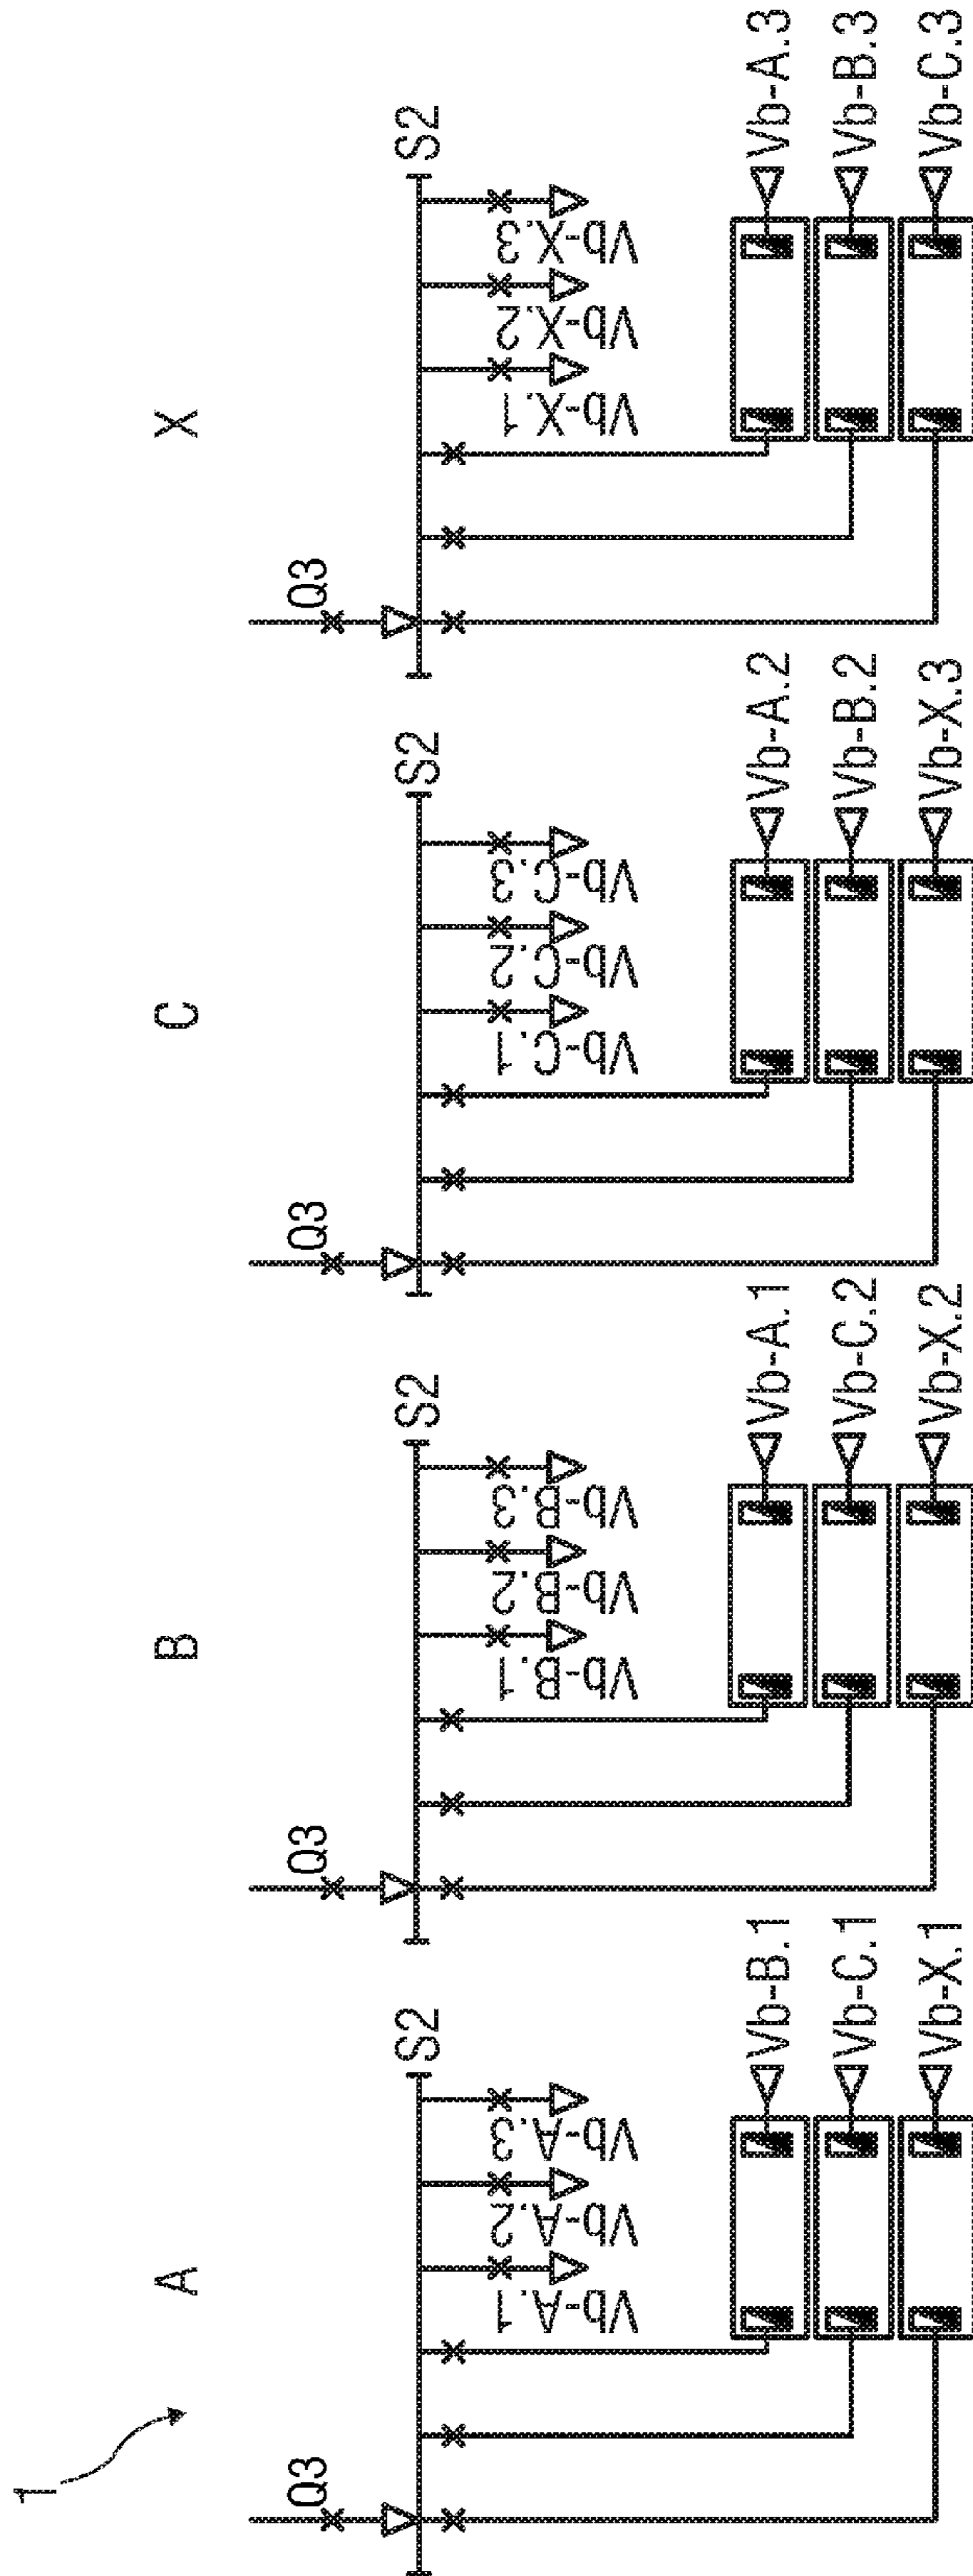 1
A
B
C
X
Q3
S2
Vb-A.1
Vb-A.2
Vb-A.3
Vb-B.1
Vb-C.1
Vb-X.1
Q3
S2
Vb-B.1
Vb-B.2
Vb-B.3
Vb-A.1
Vb-C.2
Vb-X.2
Q3
S2
Vb-C.1
Vb-C.2
Vb-C.3
Vb-A.2
Vb-B.2
Vb-X.3
Q3
S2
Vb-X.1
Vb-X.2
Vb-X.3
Vb-A.3
Vb-B.3
Vb-C.3